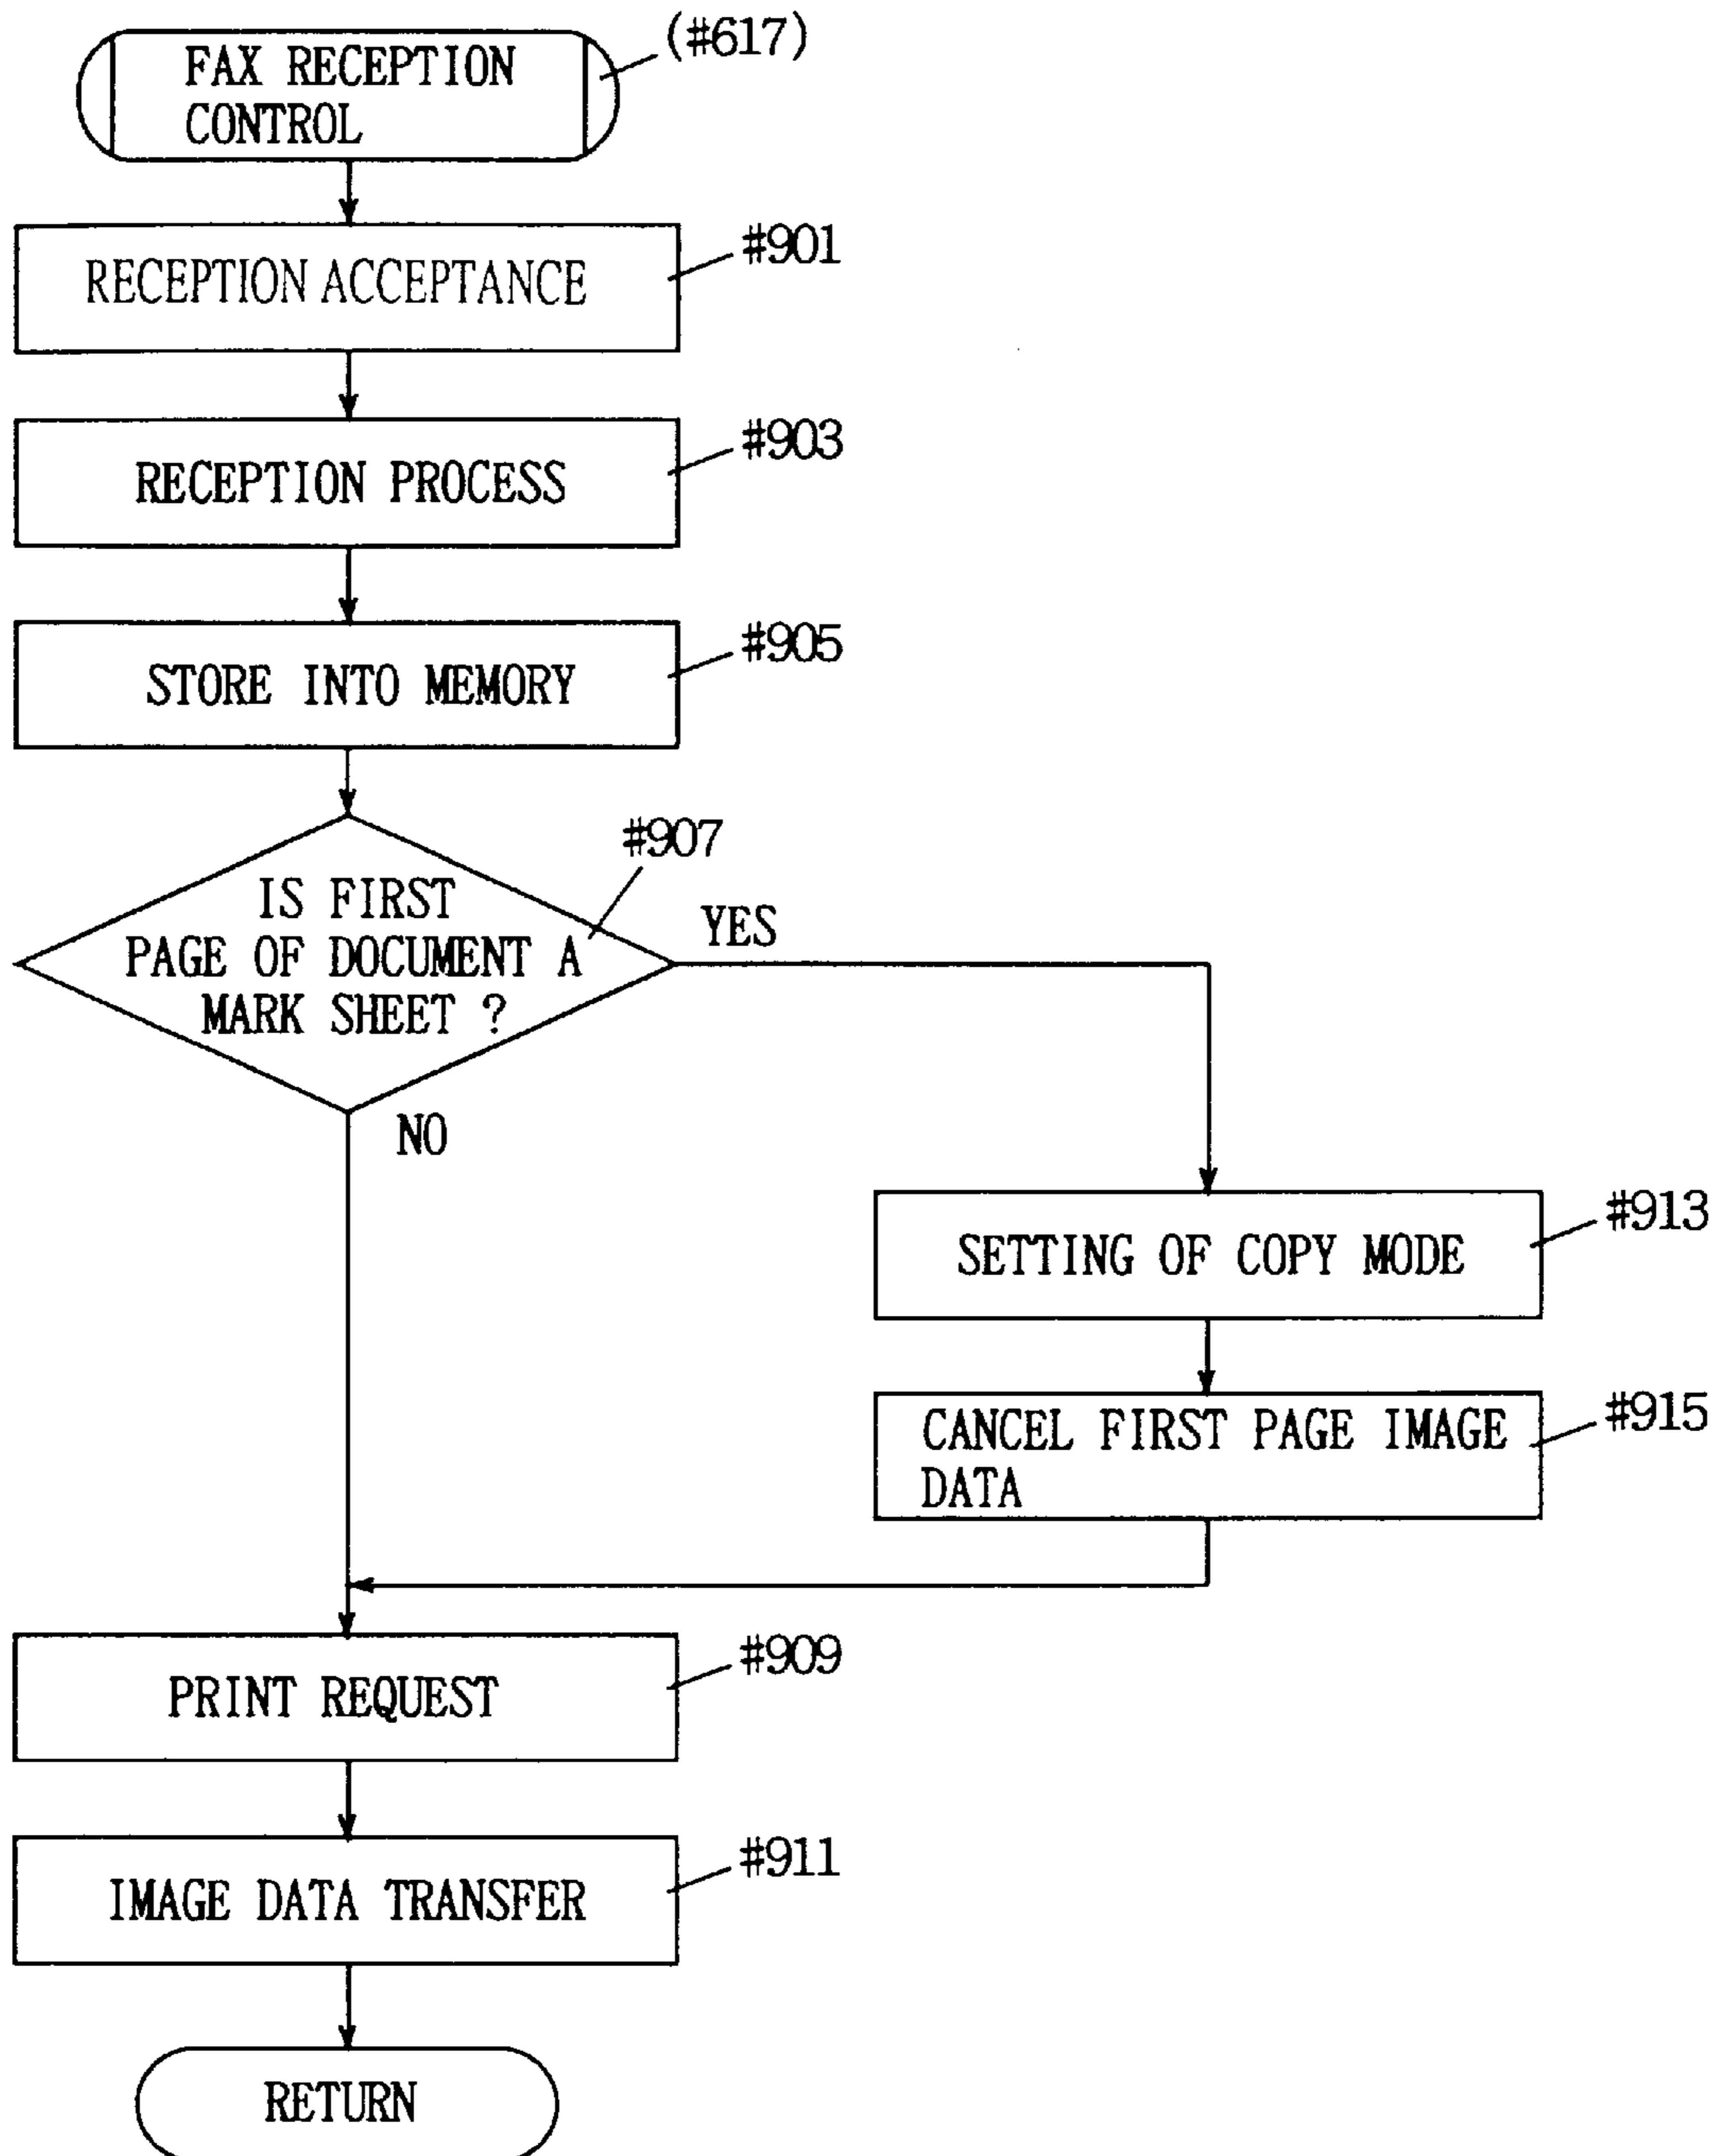 (#617)
FAX RECEPTION
CONTROL
#901
RECEPTION ACCEPTANCE
#903
RECEPTION PROCESS
#905
STORE INTO MEMORY
#907
IS FIRST
PAGE OF DOCUMENT A
MARK SHEET ?
YES
NO
#913
SETTING OF COPY MODE
#915
CANCEL FIRST PAGE IMAGE
DATA
#909
PRINT REQUEST
#911
IMAGE DATA TRANSFER
RETURN